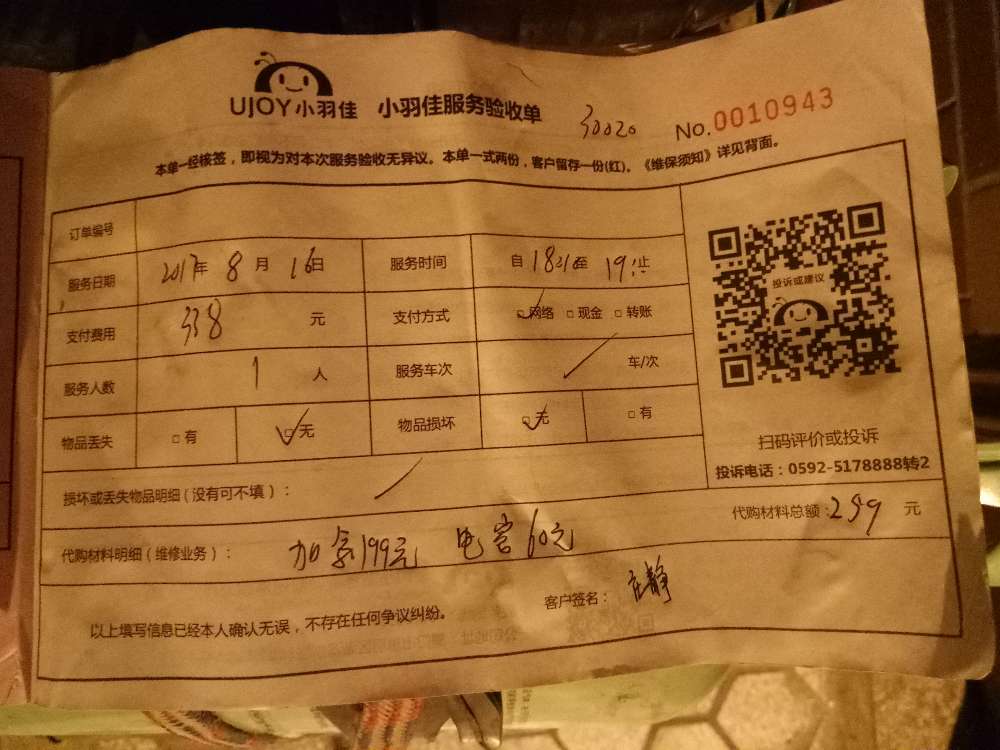 UJOY小羽佳 小羽佳服务验收单 30020 No.0010943
本单一经核签，即视为对本次服务验收无异议。本单一式两份，客户留存一份(红)。《维保须知》详见背面。
订单编号
服务日期 2017年 8月 16日 服务时间 自 18:31至 19:止
支付费用 338 元 支付方式 □网络 □现金 □转账
服务人数 1 人 服务车次 车/次
物品丢失 □有 □无 物品损坏 □无 □有
损坏或丢失物品明细（没有可不填）：
投诉或建议
扫码评价或投诉
投诉电话：0592-5178888转2
代购材料明细（维修业务）： 加氛199元 电容60元 代购材料总额：259 元
以上填写信息已经本人确认无误，不存在任何争议纠纷。 客户签名：